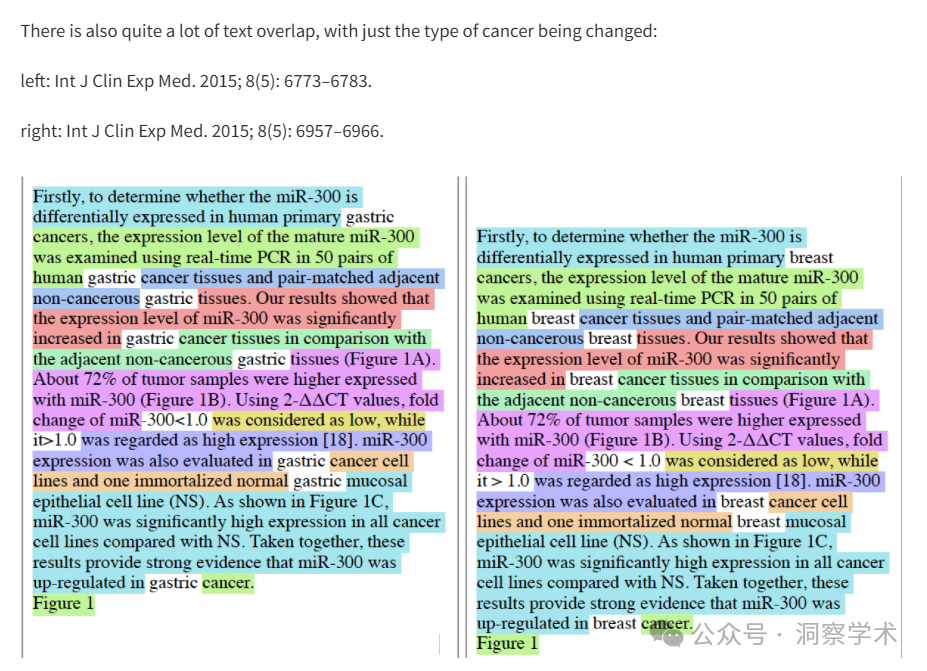 There is also quite a lot of text overlap, with just the type of cancer being changed:
left: Int J Clin Exp Med. 2015; 8(5): 6773–6783.
right: Int J Clin Exp Med. 2015; 8(5): 6957–6966.
Firstly, to determine whether the miR-300 is
differentially expressed in human primary gastric
cancers, the expression level of the mature miR-300
was examined using real-time PCR in 50 pairs of
human gastric cancer tissues and pair-matched adjacent
non-cancerous gastric tissues. Our results showed that
the expression level of miR-300 was significantly
increased in gastric cancer tissues in comparison with
the adjacent non-cancerous gastric tissues (Figure 1A).
About 72% of tumor samples were higher expressed
with miR-300 (Figure 1B). Using 2-ΔΔCT values, fold
change of miR-300<1.0 was considered as low, while
it>1.0 was regarded as high expression [18]. miR-300
expression was also evaluated in gastric cancer cell
lines and one immortalized normal gastric mucosal
epithelial cell line (NS). As shown in Figure 1C,
miR-300 was significantly high expression in all cancer
cell lines compared with NS. Taken together, these
results provide strong evidence that miR-300 was
up-regulated in gastric cancer.
Figure 1
Firstly, to determine whether the miR-300 is
differentially expressed in human primary breast
cancers, the expression level of the mature miR-300
was examined using real-time PCR in 50 pairs of
human breast cancer tissues and pair-matched adjacent
non-cancerous breast tissues. Our results showed that
the expression level of miR-300 was significantly
increased in breast cancer tissues in comparison with
the adjacent non-cancerous breast tissues (Figure 1A).
About 72% of tumor samples were higher expressed
with miR-300 (Figure 1B). Using 2-ΔΔCT values, fold
change of miR-300 < 1.0 was considered as low, while
it > 1.0 was regarded as high expression [18]. miR-300
expression was also evaluated in breast cancer cell
lines and one immortalized normal breast mucosal
epithelial cell line (NS). As shown in Figure 1C,
miR-300 was significantly high expression in all cancer
cell lines compared with NS. Taken together, these
results provide strong evidence that miR-300 was
up-regulated in breast cancer.
Figure 1
公众号 · 洞察学术